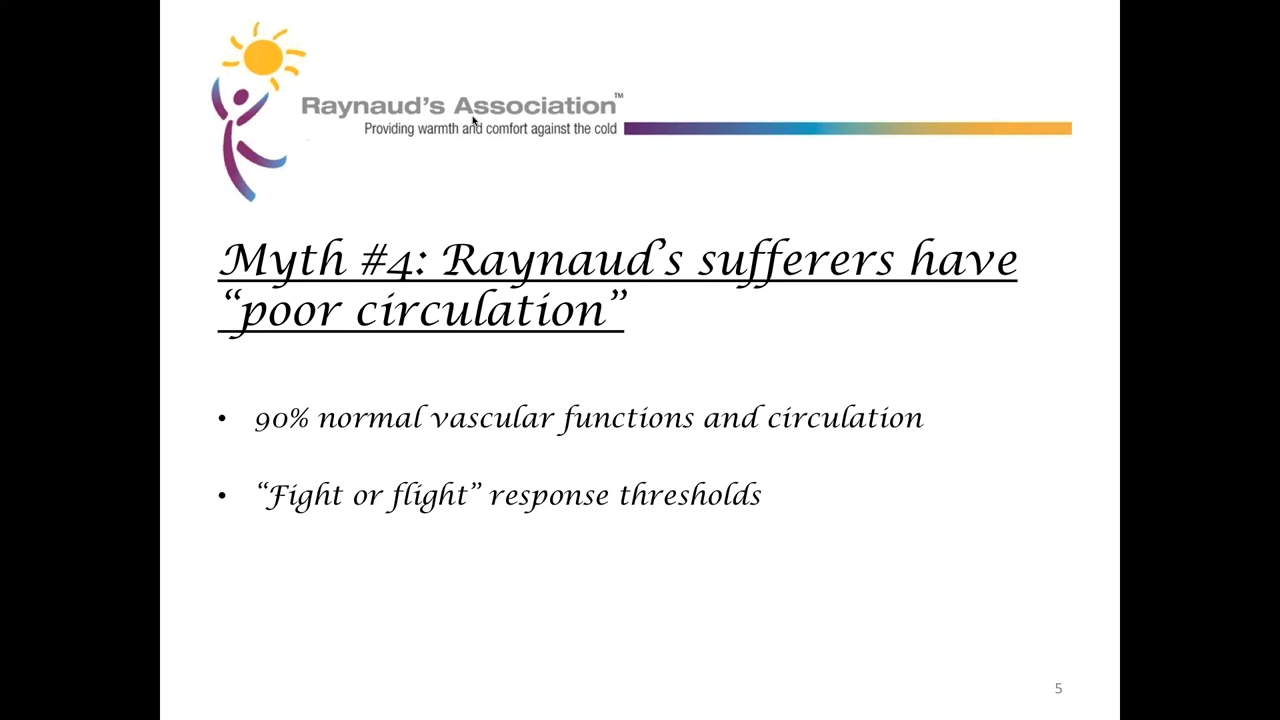 Raynaud's Association™
Providing warmth and comfort against the cold
Myth #4: Raynaud's sufferers have
“poor circulation”
• 90% normal vascular functions and circulation
• “Fight or flight” response thresholds
5